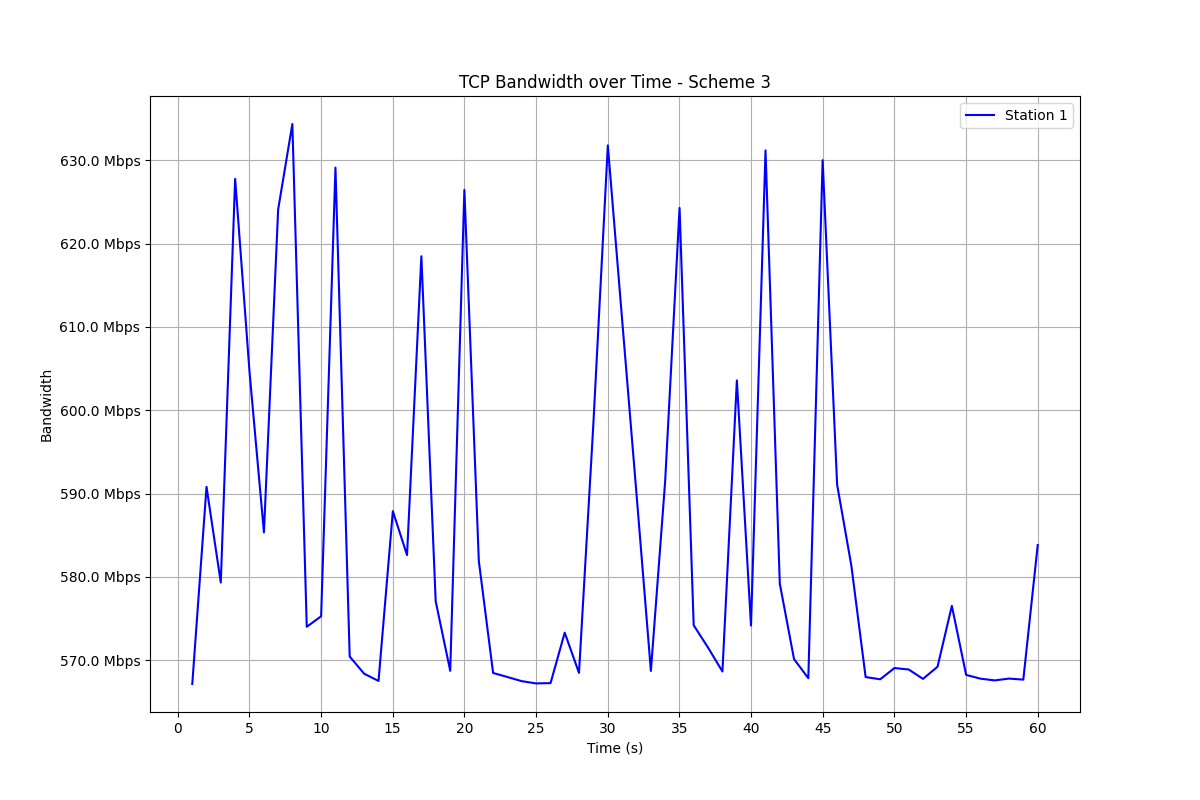 TCP Bandwidth over Time - Scheme 3
Station 1
630.0 Mbps
620.0 Mbps
610.0 Mbps
600.0 Mbps
590.0 Mbps
580.0 Mbps
570.0 Mbps
Bandwidth
0 5 10 15 20 25 30 35 40 45 50 55 60
Time (s)